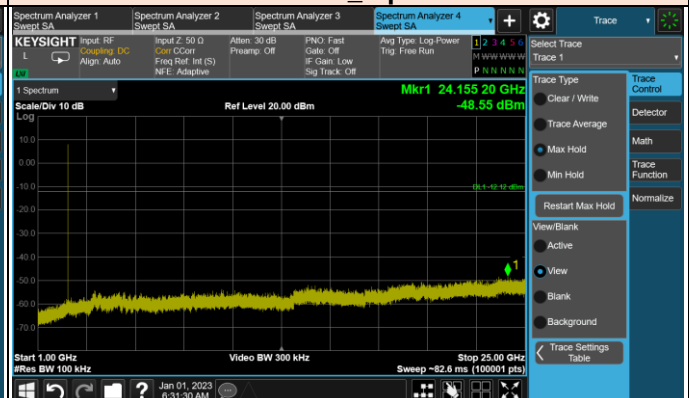 Spectrum Analyzer 1
Swept SA
Spectrum Analyzer 2
Swept SA
Spectrum Analyzer 3
Swept SA
Spectrum Analyzer 4
Swept SA
+
Trace
KEYSIGHT
L
LU
Input: RF
Coupling: DC
Align: Auto
Input Z: 50 Ω
Corr CCorr
Freq Ref: Int (S)
NFE: Adaptive
Atten: 30 dB
Preamp: Off
PNO: Fast
Gate: Off
IF Gain: Low
Sig Track: Off
Avg Type: Log-Power
Trig: Free Run
1 2 3 4 5 6
M W W W W W
P N N N N N
Select Trace
Trace 1
1 Spectrum
Scale/Div 10 dB
Log
Ref Level 20.00 dBm
Mkr1 24.155 20 GHz
-48.55 dBm
10.0
0.00
-10.0
-20.0
-30.0
-40.0
-50.0
-60.0
-70.0
DL1 -12.12 dBm
1
Start 1.00 GHz
#Res BW 100 kHz
Video BW 300 kHz
Stop 25.00 GHz
Sweep ~82.6 ms (100001 pts)
Trace Type
Clear / Write
Trace Average
Max Hold
Min Hold
Restart Max Hold
View/Blank
Active
View
Blank
Background
Trace Settings
Table
Trace
Control
Detector
Math
Trace
Function
Normalize
?
Jan 01, 2023
6:31:30 AM